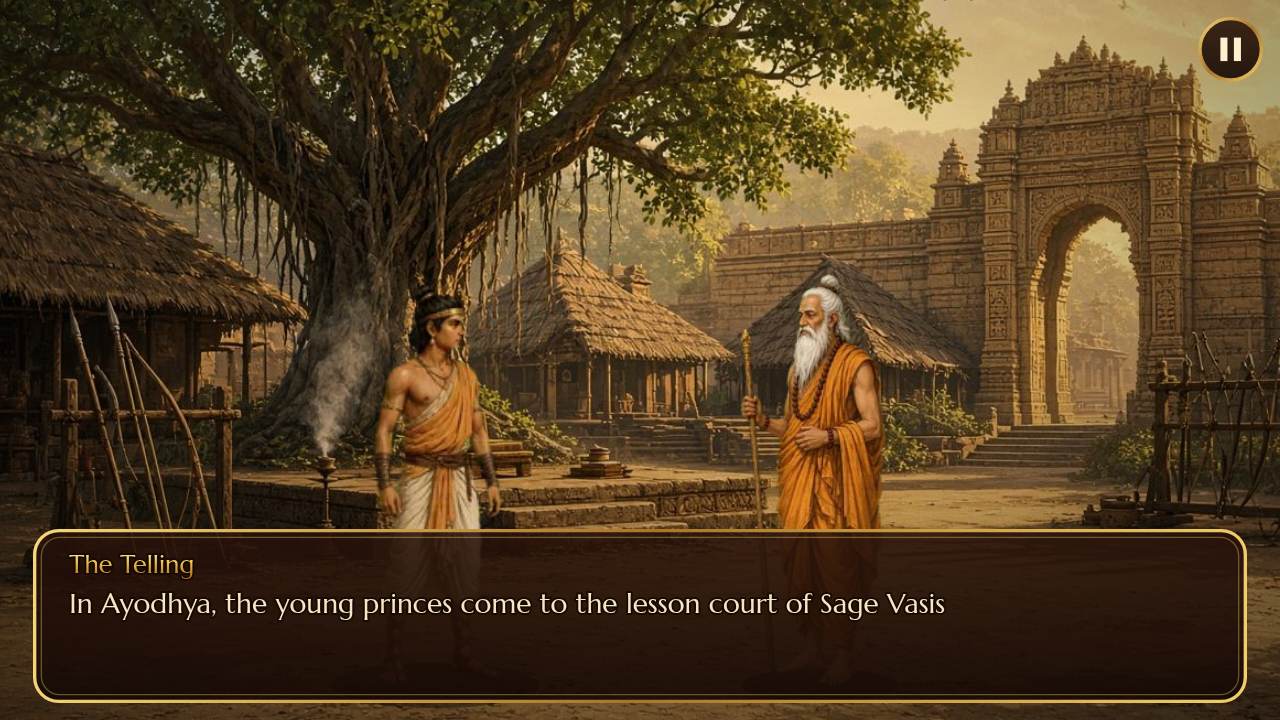 The Telling
In Ayodhya, the young princes come to the lesson court of Sage Vasis